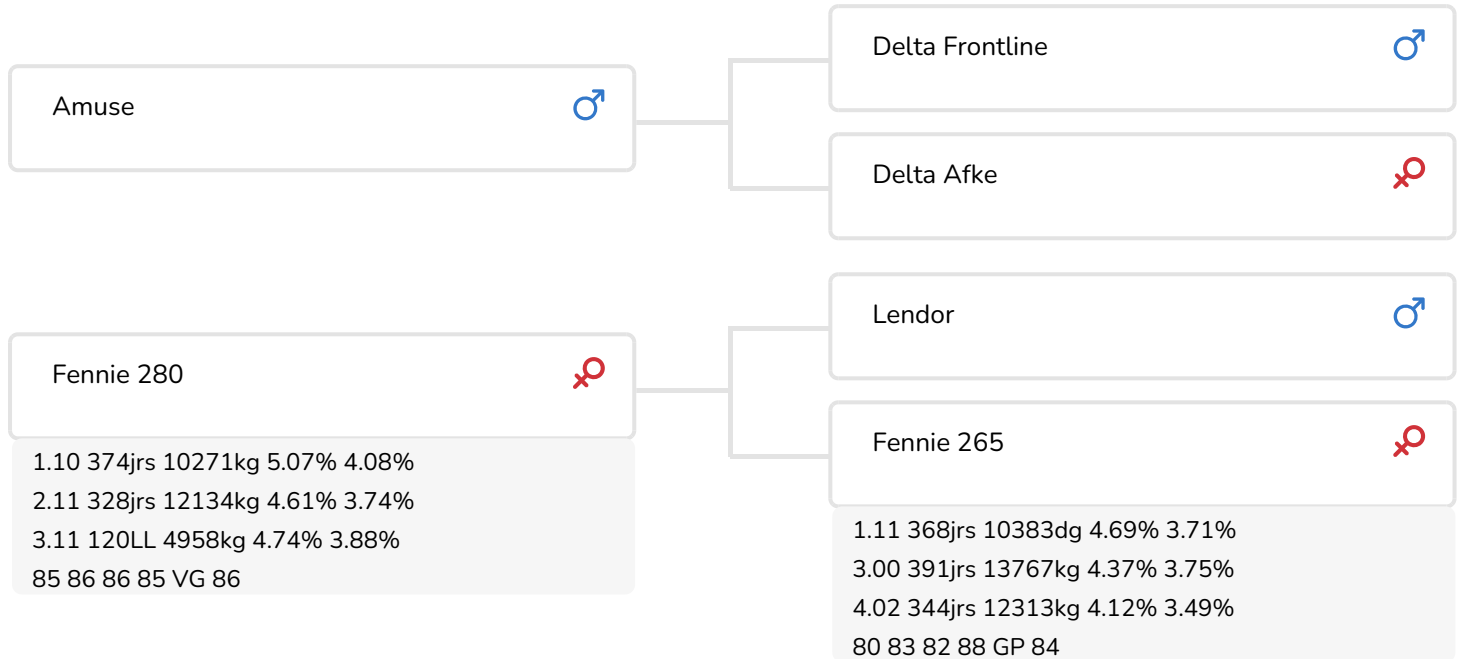 Delta Frontline
Amuse
Delta Afke
Lendor
Fennie 280
Fennie 265
1.10 374jrs 10271kg 5.07% 4.08%
2.11 328jrs 12134kg 4.61% 3.74%
3.11 120LL 4958kg 4.74% 3.88%
85 86 86 85 VG 86
1.11 368jrs 10383dg 4.69% 3.71%
3.00 391jrs 13767kg 4.37% 3.75%
4.02 344jrs 12313kg 4.12% 3.49%
80 83 82 88 GP 84